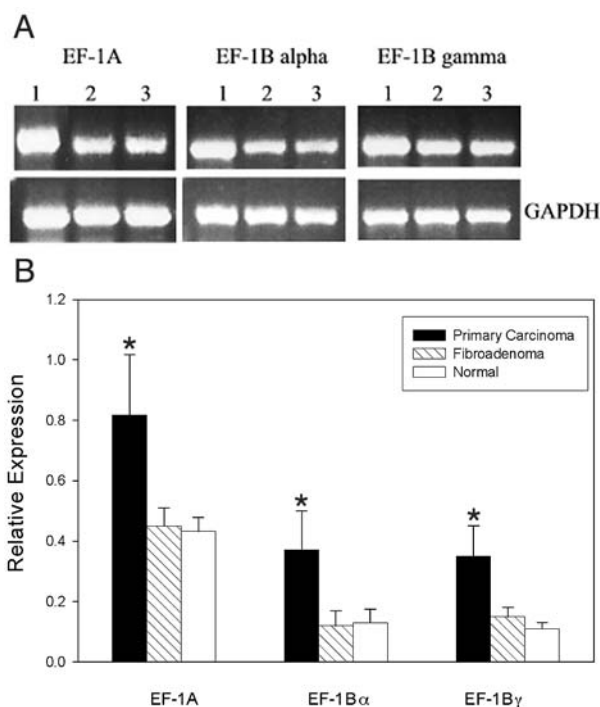 A
EF-1A EF-1B alpha EF-1B gamma
1 2 3 1 2 3 1 2 3
GAPDH
B
1.2
1.0
0.8
0.6
0.4
0.2
0.0
Relative Expression
* * *
Primary Carcinoma
Fibroadenoma
Normal
EF-1A EF-1Bα EF-1Bγ